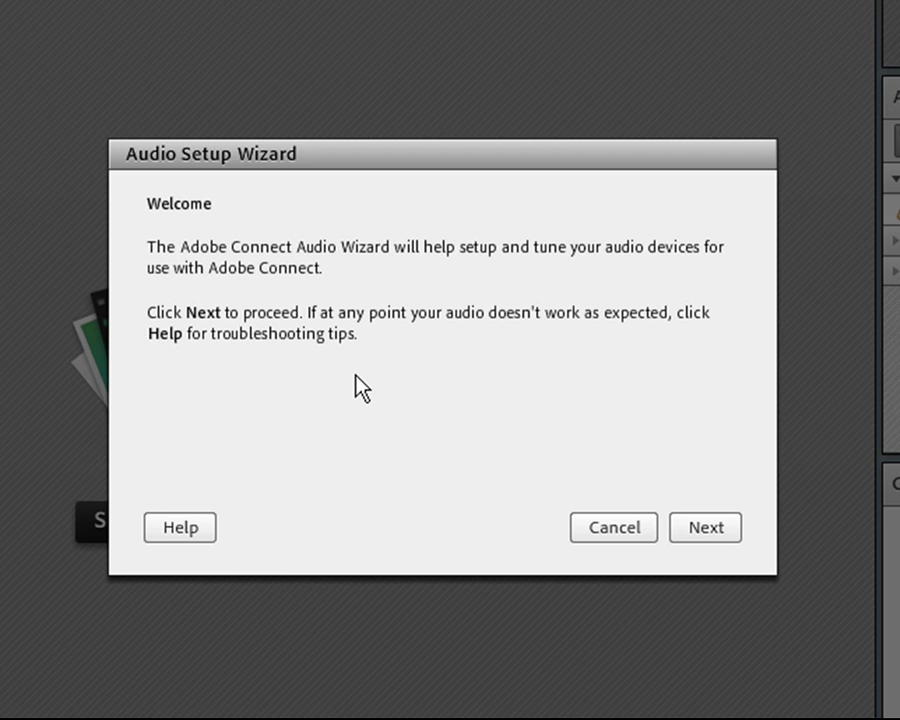 Audio Setup Wizard
Welcome
The Adobe Connect Audio Wizard will help setup and tune your audio devices for
use with Adobe Connect.
Click Next to proceed. If at any point your audio doesn't work as expected, click
Help for troubleshooting tips.
Help
Cancel
Next